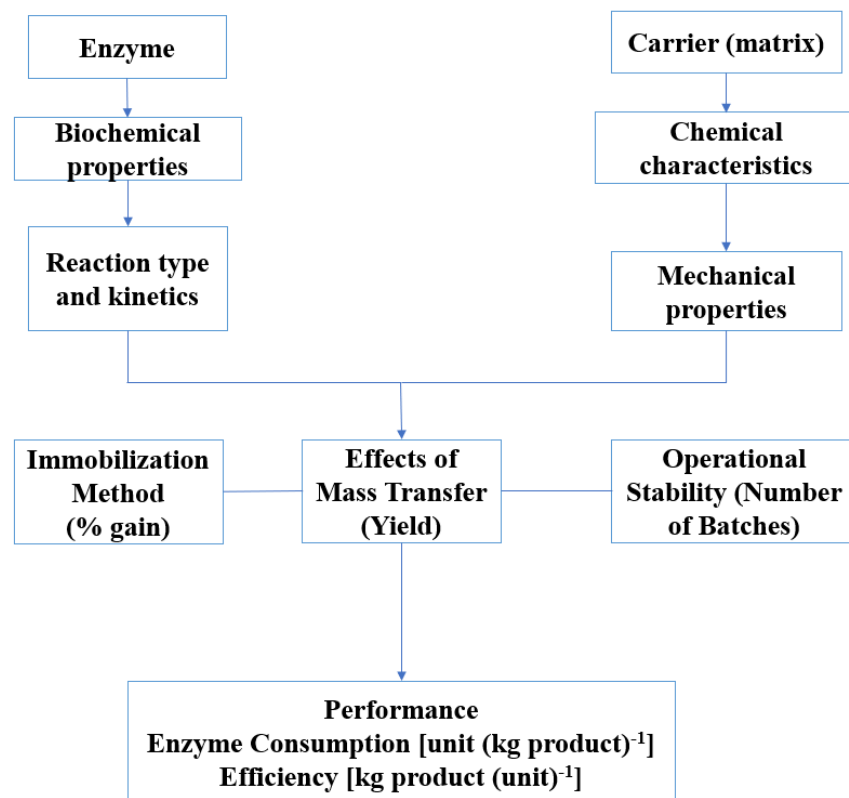 Enzyme
Carrier (matrix)
Biochemical
properties
Chemical
characteristics
Reaction type
and kinetics
Mechanical
properties
Immobilization
Method
(% gain)
Effects of
Mass Transfer
(Yield)
Operational
Stability (Number
of Batches)
Performance
Enzyme Consumption [unit (kg product)⁻¹]
Efficiency [kg product (unit)⁻¹]